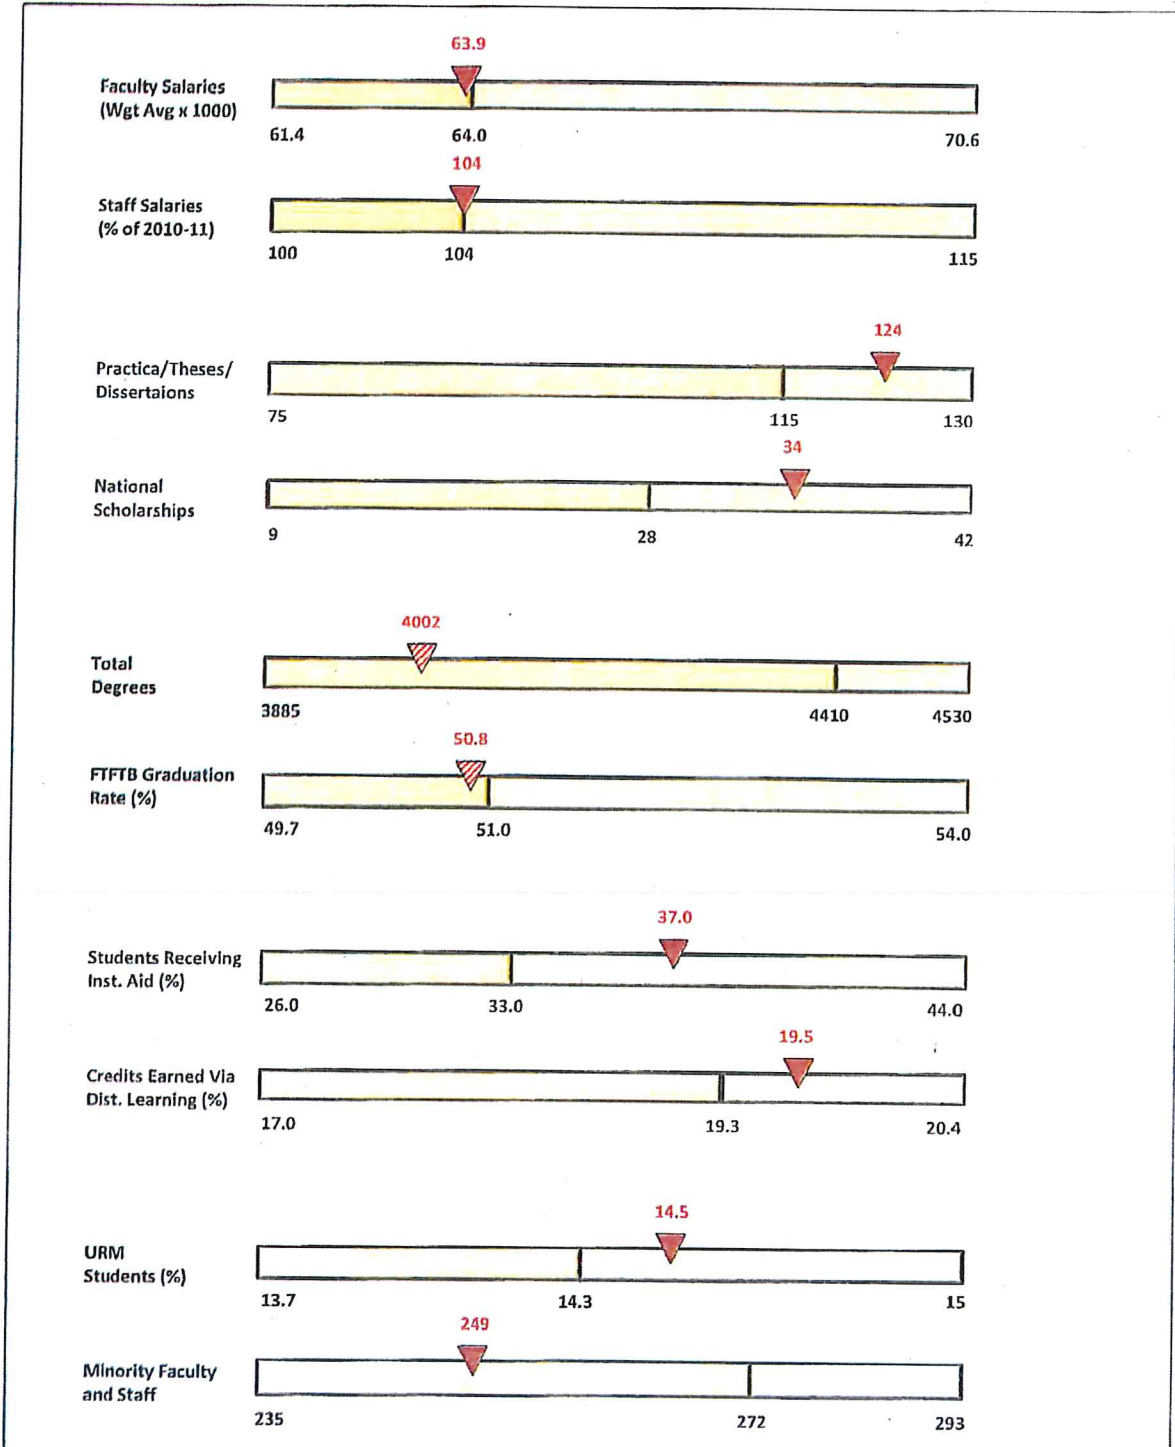 63.9
Faculty Salaries
(Wgt Avg x 1000)
61.4 64.0 70.6
104
Staff Salaries
(% of 2010-11)
100 104 115
124
Practica/Theses/
Dissertaions
75 115 130
34
National
Scholarships
9 28 42
4002
Total
Degrees
3885 4410 4530
50.8
FTFTB Graduation
Rate (%)
49.7 51.0 54.0
37.0
Students Receiving
Inst. Aid (%)
26.0 33.0 44.0
19.5
Credits Earned Via
Dist. Learning (%)
17.0 19.3 20.4
14.5
URM
Students (%)
13.7 14.3 15
249
Minority Faculty
and Staff
235 272 293